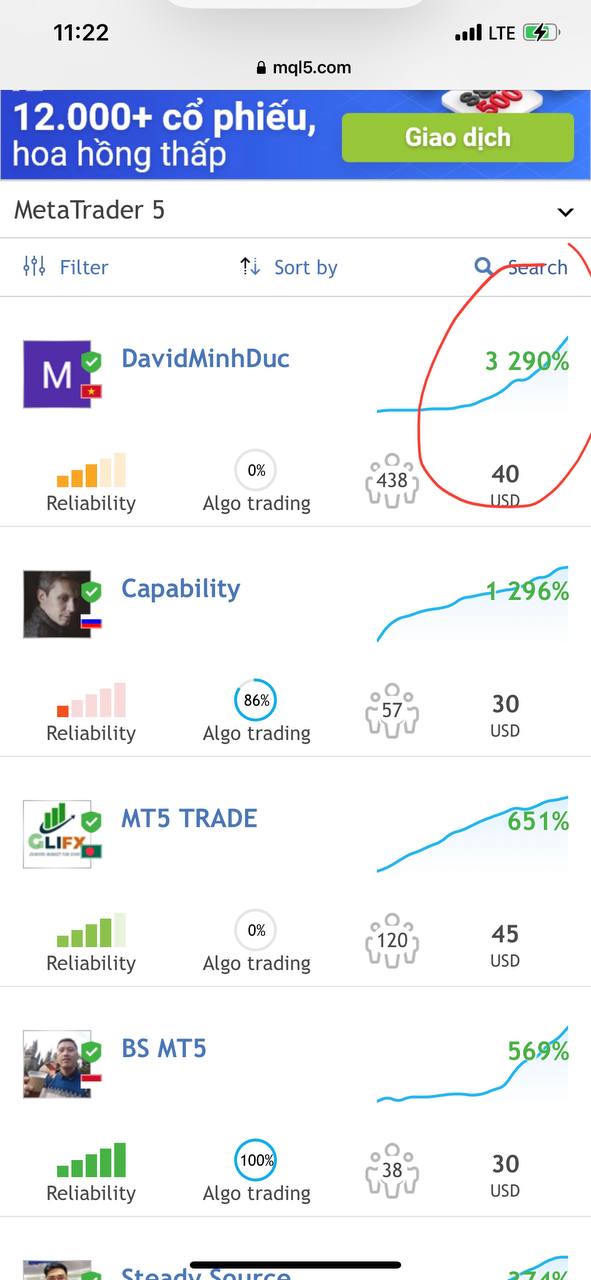 11:22
LTE
mql5.com
500
12.000+ cổ phiếu,
hoa hồng thấp
Giao dịch
MetaTrader 5
Filter
Sort by
Search
M
DavidMinhDuc
3 290%
0%
438
40
Reliability
Algo trading
USD
Capability
1 296%
86%
57
30
Reliability
Algo trading
USD
GLIFX
MT5 TRADE
651%
0%
120
45
Reliability
Algo trading
USD
BS MT5
569%
100%
38
30
Reliability
Algo trading
USD
Steady Source
374%